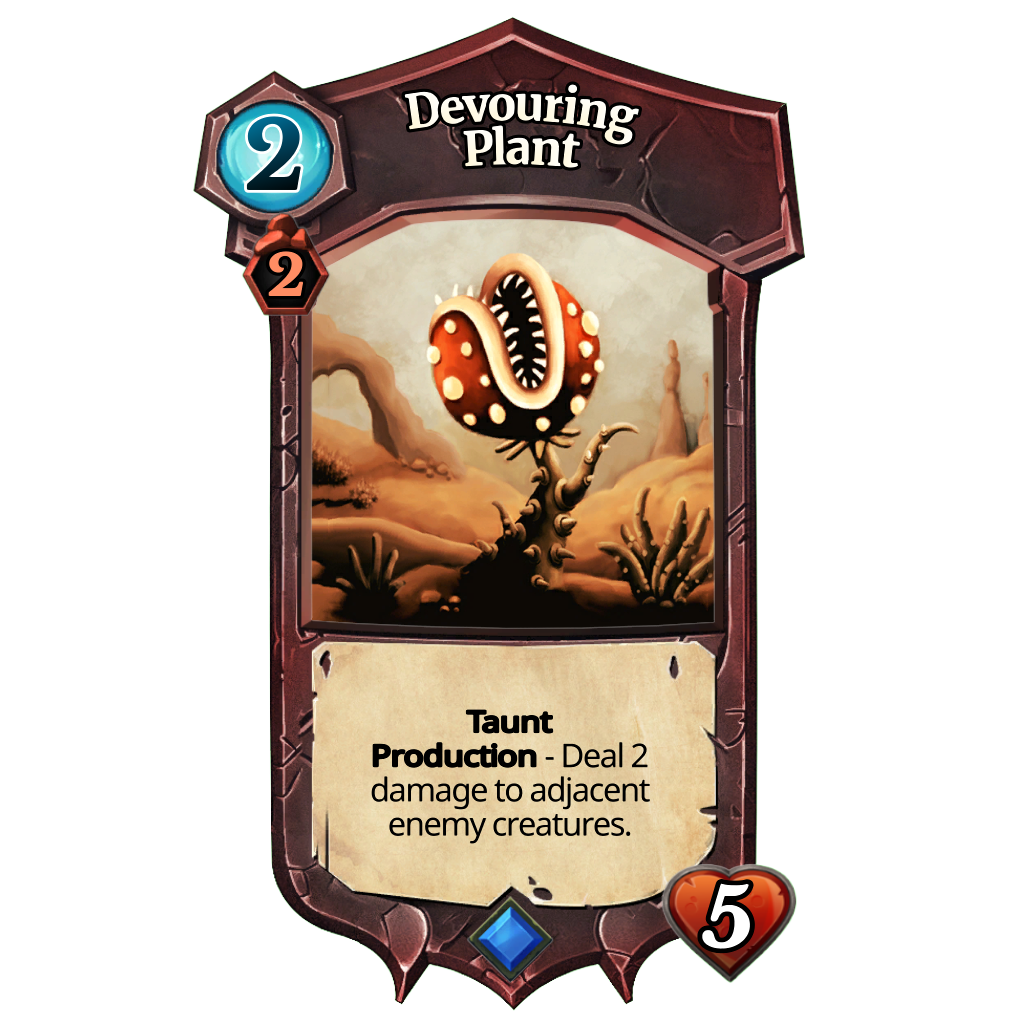 Devouring
Plant
2
2
Taunt
Production - Deal 2
damage to adjacent
enemy creatures.
5